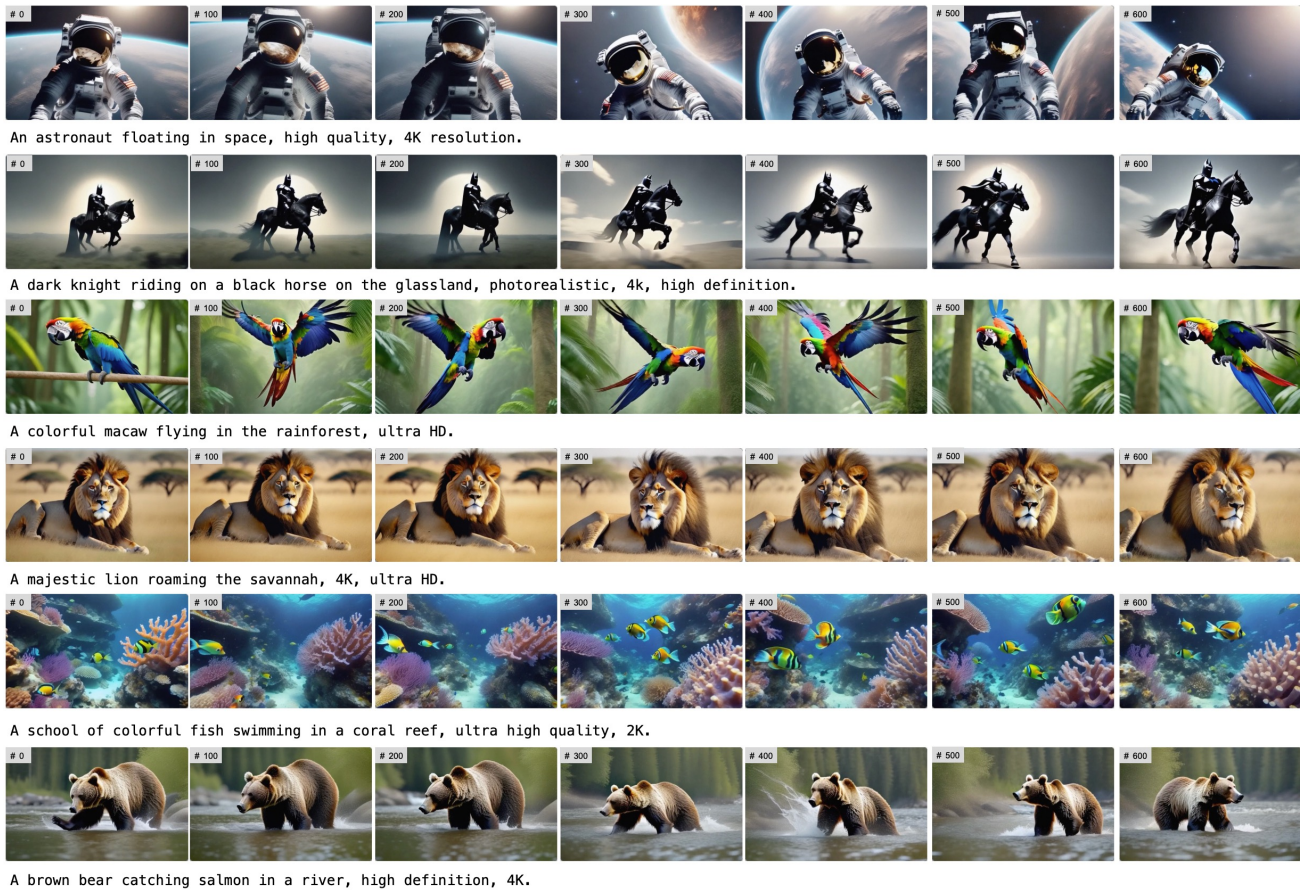 # 0 # 100 # 200 # 300 # 400 # 500 # 600
An astronaut floating in space, high quality, 4K resolution.
# 0 # 100 # 200 # 300 # 400 # 500 # 600
A dark knight riding on a black horse on the glassland, photorealistic, 4k, high definition.
# 0 # 100 # 200 # 300 # 400 # 500 # 600
A colorful macaw flying in the rainforest, ultra HD.
# 0 # 100 # 200 # 300 # 400 # 500 # 600
A majestic lion roaming the savannah, 4K, ultra HD.
# 0 # 100 # 200 # 300 # 400 # 500 # 600
A school of colorful fish swimming in a coral reef, ultra high quality, 2K.
# 0 # 100 # 200 # 300 # 400 # 500 # 600
A brown bear catching salmon in a river, high definition, 4K.